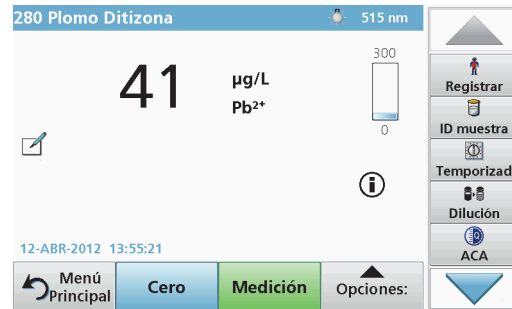 280 Plomo Ditizona
515 nm
41
µg/L
Pb²⁺
300
0
12-ABR-2012 13:55:21
Menú
Principal
Cero
Medición
Opciones:
Registrar
ID muestra
Temporizad
Dilución
ACA